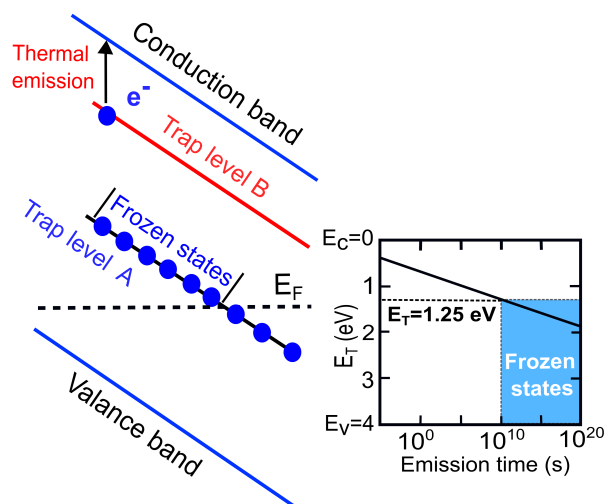 Thermal
emission
e-
Conduction band
Trap level B
Frozen states
Trap level A
EF
Valance band
EC=0
1
2
3
EV=4
ET (eV)
ET=1.25 eV
Frozen
states
10^0 10^10 10^20
Emission time (s)